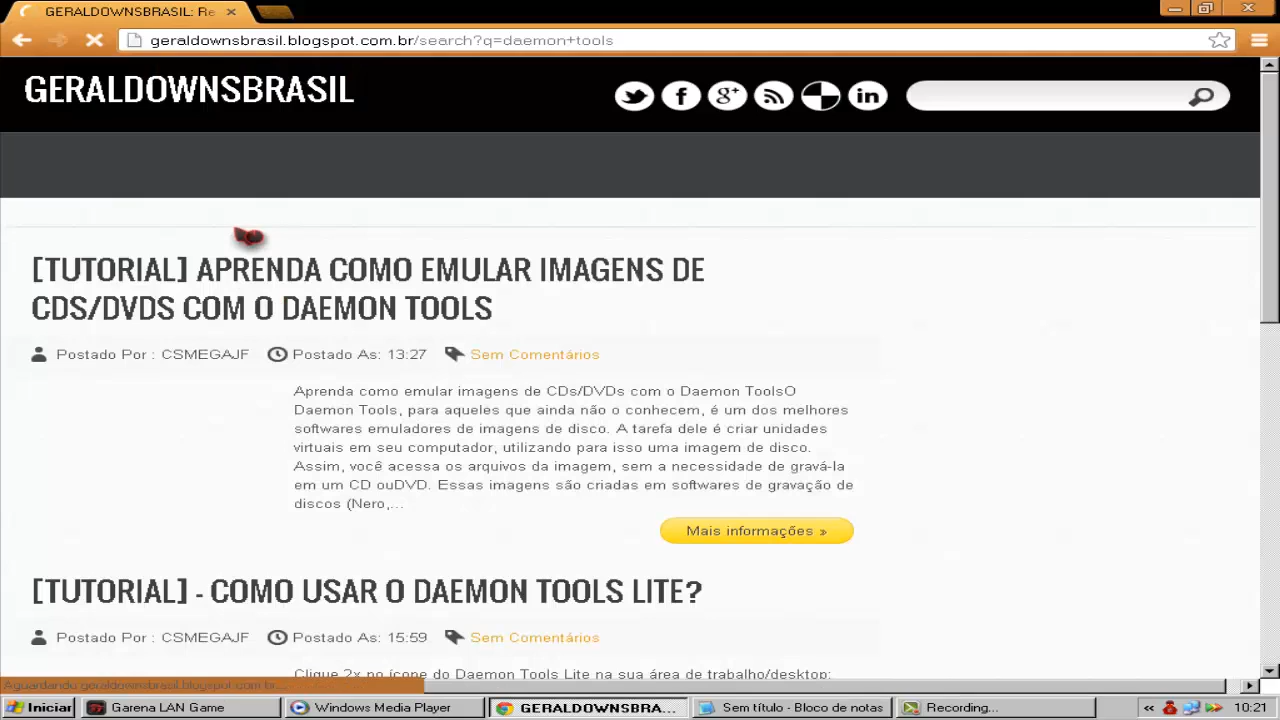 GERALDOWNSBRASIL: Re
geraldownsbrasil.blogspot.com.br/search?q=daemon+tools
GERALDOWNSBRASIL
[TUTORIAL] APRENDA COMO EMULAR IMAGENS DE
CDS/DVDS COM O DAEMON TOOLS
Postado Por : CSMEGAJF Postado As: 13:27 Sem Comentários
Aprenda como emular imagens de CDs/DVDs com o Daemon ToolsO
Daemon Tools, para aqueles que ainda não o conhecem, é um dos melhores
softwares emuladores de imagens de disco. A tarefa dele é criar unidades
virtuais em seu computador, utilizando para isso uma imagem de disco.
Assim, você acessa os arquivos da imagem, sem a necessidade de gravá-la
em um CD ouDVD. Essas imagens são criadas em softwares de gravação de
discos (Nero,...
Mais informações »
[TUTORIAL] - COMO USAR O DAEMON TOOLS LITE?
Postado Por : CSMEGAJF Postado As: 15:59 Sem Comentários
Clique 2x no ícone do Daemon Tools Lite na sua área de trabalho/desktop:
Aguardando geraldownsbrasil.blogspot.com.br...
Iniciar Garena LAN Game Windows Media Player GERALDOWNSBRA... Sem título - Bloco de notas Recording... « 10:21